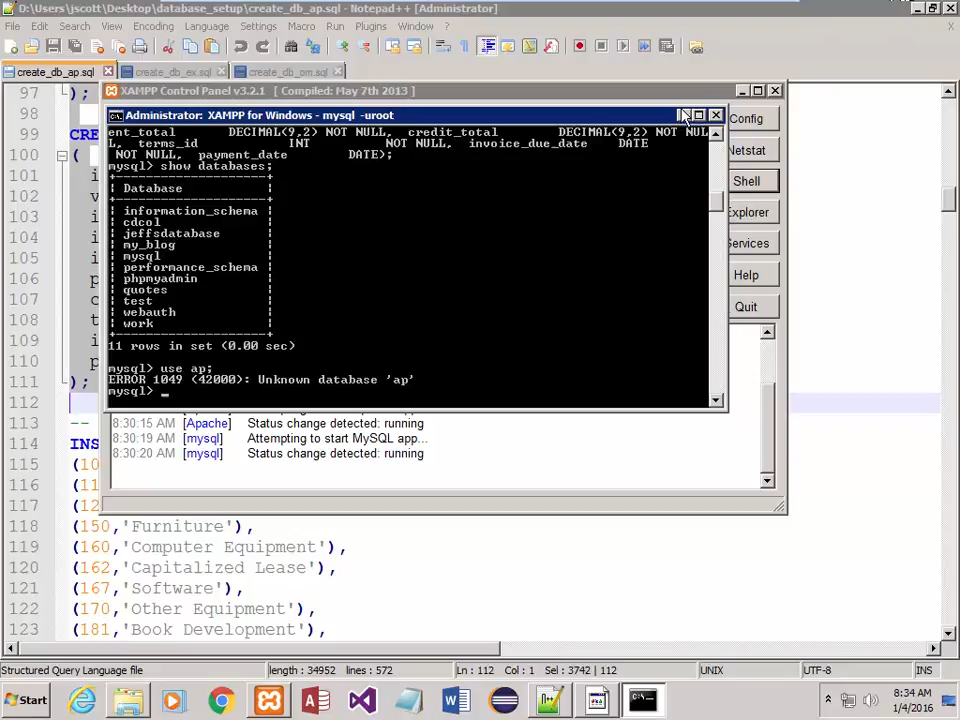 D:\Users\jscott\Desktop\database_setup\create_db_ap.sql - Notepad++ [Administrator]
File Edit Search View Encoding Language Settings Macro Run Plugins Window ?
create_db_ap.sql create_db_ex.sql create_db_om.sql
XAMPP Control Panel v3.2.1 [ Compiled: May 7th 2013 ]
Administrator: XAMPP for Windows - mysql -uroot
ent_total DECIMAL(9,2) NOT NULL, credit_total DECIMAL(9,2) NOT NUL
L, terms_id INT NOT NULL, invoice_due_date DATE
NOT NULL, payment_date DATE);
mysql> show databases;
+--------------------+
| Database |
+--------------------+
| information_schema |
| cdcol |
| jeffsdatabase |
| my_blog |
| mysql |
| performance_schema |
| phpmyadmin |
| quotes |
| test |
| webauth |
| work |
+--------------------+
11 rows in set (0.00 sec)
mysql> use ap;
ERROR 1049 (42000): Unknown database 'ap'
mysql> _
Config
Netstat
Shell
Explorer
Services
Help
Quit
8:30:15 AM [Apache] Status change detected: running
8:30:19 AM [mysql] Attempting to start MySQL app...
8:30:20 AM [mysql] Status change detected: running
97 );
98
99 CRE
100 (
101 i
102 v
103 i
104 i
105 i
106 p
107 c
108 t
109 i
110 p
111 );
112
113 --
114 INS
115 (10
116 (11
117 (12
118 (150,'Furniture'),
119 (160,'Computer Equipment'),
120 (162,'Capitalized Lease'),
121 (167,'Software'),
122 (170,'Other Equipment'),
123 (181,'Book Development'),
Structured Query Language file length : 34952 lines : 572 Ln : 112 Col : 1 Sel : 3742 | 112 UNIX UTF-8 INS
Start
8:34 AM
1/4/2016